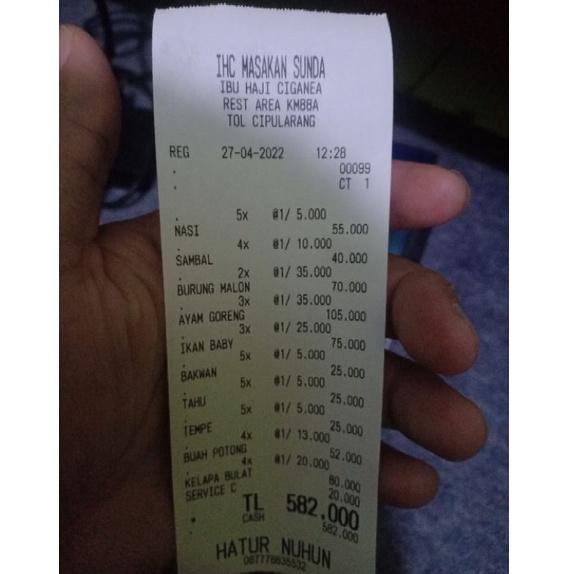 IHC MASAKAN SUNDA
IBU HAJI CIGANEA
REST AREA KM88A
TOL CIPULARANG
REG 27-04-2022 12:28
. 00099
. CT 1
. 5x @1/ 5.000
NASI 55.000
. 4x @1/ 10.000
SAMBAL 40.000
. 2x @1/ 35.000
BURUNG MALON 70.000
. 3x @1/ 35.000
AYAM GORENG 105.000
. 3x @1/ 25.000
IKAN BABY 75.000
. 5x @1/ 5.000
BAKWAN 25.000
. 5x @1/ 5.000
TAHU 25.000
. 5x @1/ 5.000
TEMPE 25.000
. 4x @1/ 13.000
BUAH POTONG 52.000
. 4x @1/ 20.000
KELAPA BULAT 80.000
SERVICE C 20.000
. TL 582.000
CASH 582.000
HATUR NUHUN